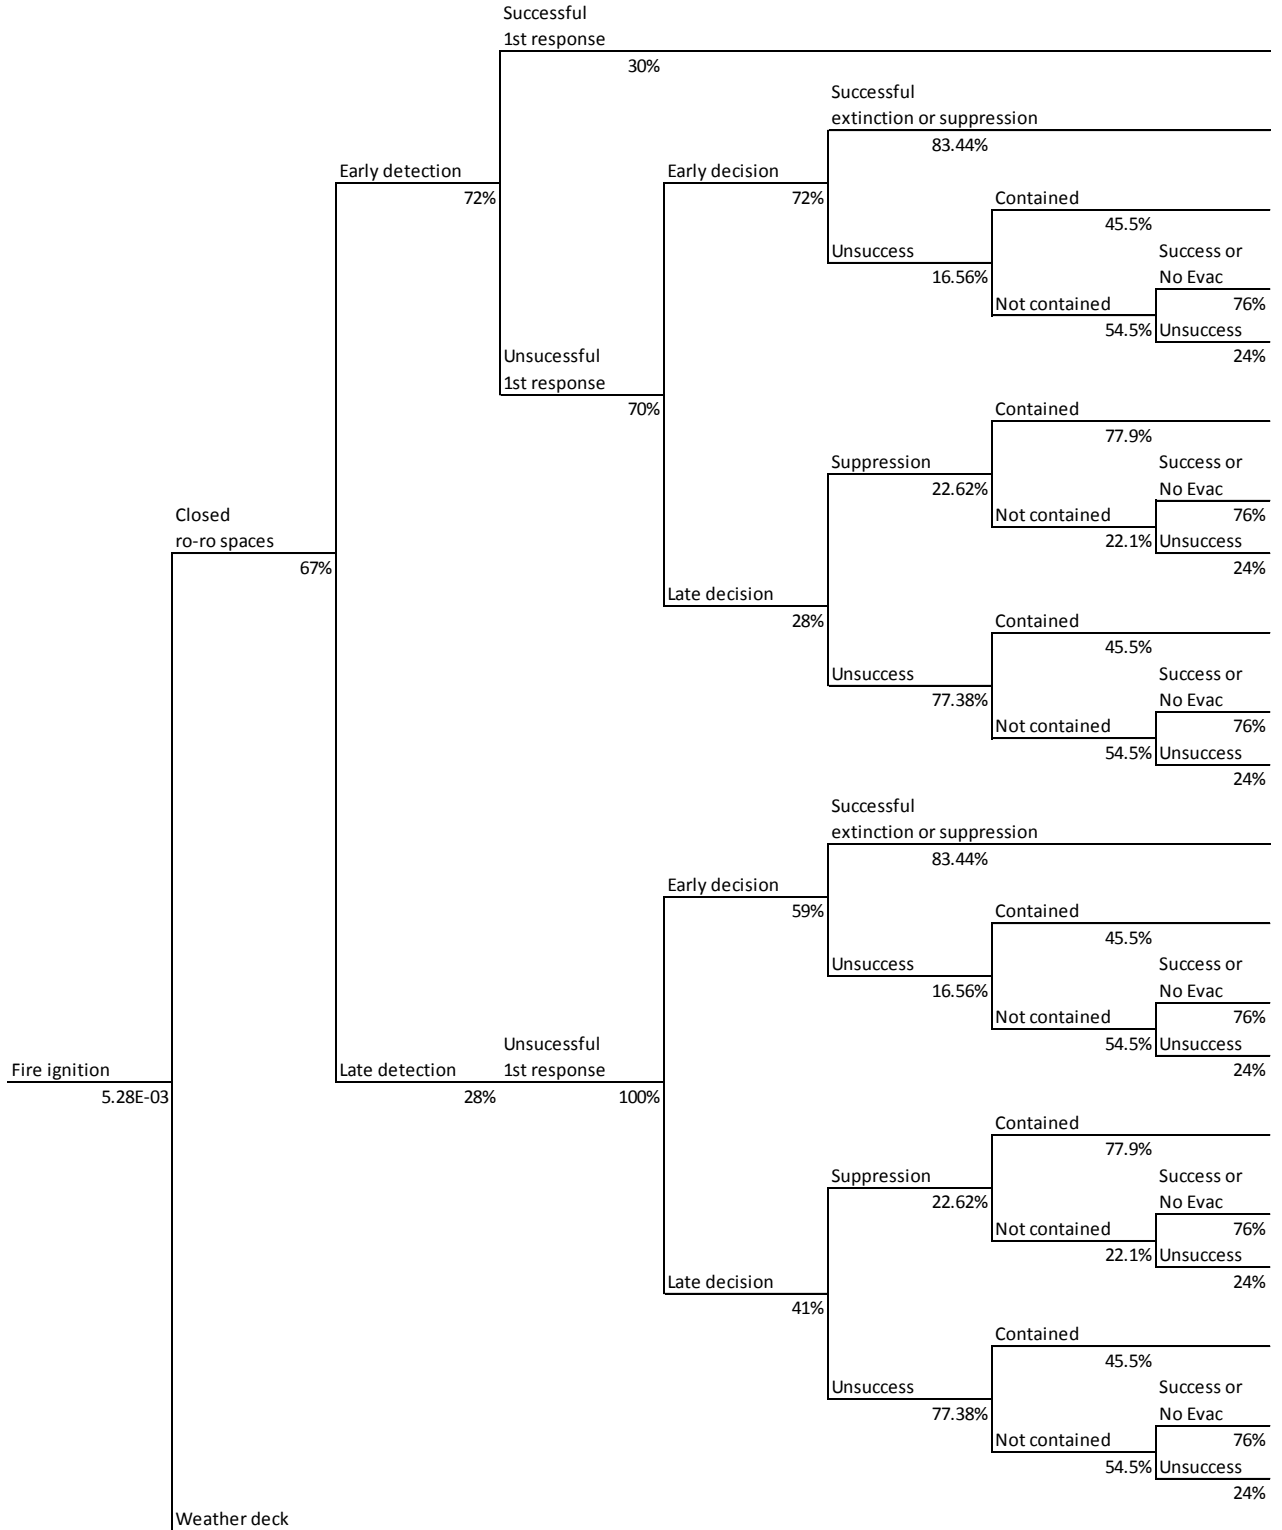 Successful
1st response
30%
Successful
extinction or suppression
83.44%
Early detection
72%
Early decision
72%
Contained
45.5%
Unsuccess
16.56%
Success or
No Evac
76%
Not contained
54.5%
Unsuccess
24%
Unsucessful
1st response
70%
Contained
77.9%
Suppression
22.62%
Success or
No Evac
76%
Not contained
22.1%
Unsuccess
24%
Closed
ro-ro spaces
67%
Late decision
28%
Contained
45.5%
Unsuccess
77.38%
Success or
No Evac
76%
Not contained
54.5%
Unsuccess
24%
Successful
extinction or suppression
83.44%
Early decision
59%
Contained
45.5%
Unsuccess
16.56%
Success or
No Evac
76%
Not contained
54.5%
Unsuccess
24%
Fire ignition
5.28E-03
Late detection
28%
Unsucessful
1st response
100%
Contained
77.9%
Suppression
22.62%
Success or
No Evac
76%
Not contained
22.1%
Unsuccess
24%
Late decision
41%
Contained
45.5%
Unsuccess
77.38%
Success or
No Evac
76%
Not contained
54.5%
Unsuccess
24%
Weather deck